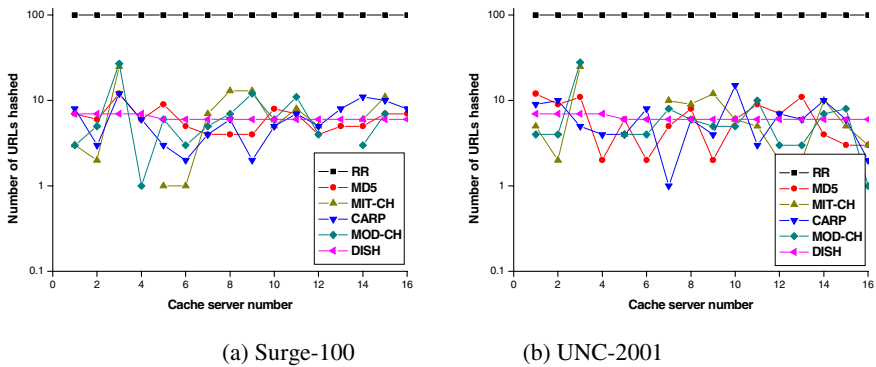 Number of URLs hashed
100
10
1
0.1
0 2 4 6 8 10 12 14 16
Cache server number
RR
MD5
MIT-CH
CARP
MOD-CH
DISH
(a) Surge-100
Number of URLs hashed
100
10
1
0.1
0 2 4 6 8 10 12 14 16
Cache server number
RR
MD5
MIT-CH
CARP
MOD-CH
DISH
(b) UNC-2001